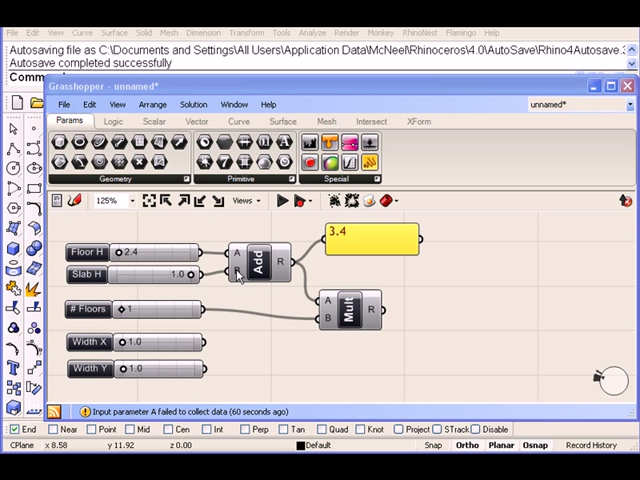 File Edit View Curve Surface Solid Mesh Dimension Transform Tools Analyze Render RhinoNest Flamingo Help
Autosaving file as C:\Documents and Settings\All Users\Application Data\McNeel\Rhinoceros\4.0\AutoSave\Rhino4Autosave.3
Autosave completed successfully
Comm
Grasshopper - unnamed*
File Edit View Arrange Solution Window Help unnamed*
Params Logic Scalar Vector Curve Surface Mesh Intersect XForm
Geometry Primitive Special
125% Views
3.4
Floor H 2.4 A Add R
Slab H 1.0
# Floors 1 A Mult R
B
Width X 1.0
Width Y 1.0
Input parameter A failed to collect data (60 seconds ago)
End Near Point Mid Cen Int Perp Tan Quad Knot Project STrack Disable
CPlane x 8.58 y 11.92 z 0.00 Default Snap Ortho Planar Osnap Record History